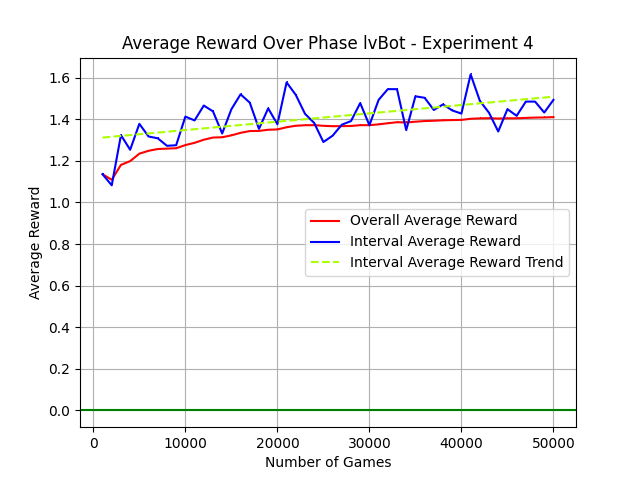 Average Reward Over Phase lvBot - Experiment 4
1.6
1.4
1.2
1.0
0.8
0.6
0.4
0.2
0.0
Average Reward
Overall Average Reward
Interval Average Reward
Interval Average Reward Trend
0
10000
20000
30000
40000
50000
Number of Games